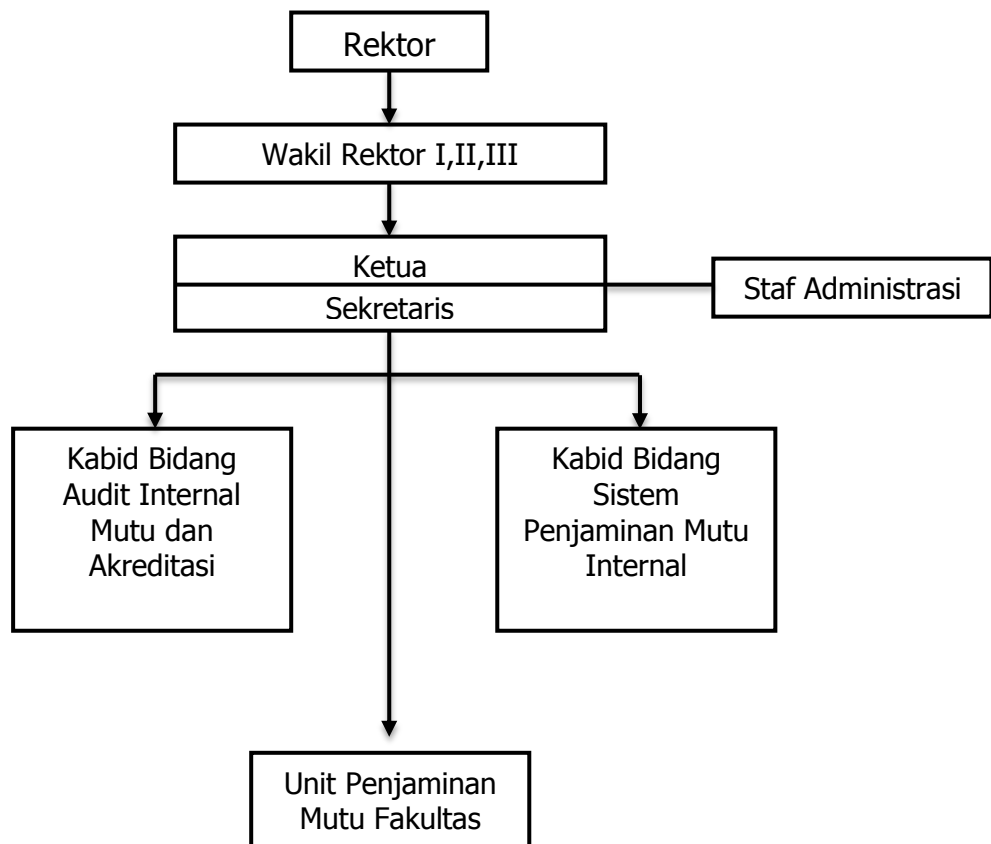 Rektor
Wakil Rektor I,II,III
Ketua
Sekretaris
Staf Administrasi
Kabid Bidang
Audit Internal
Mutu dan
Akreditasi
Kabid Bidang
Sistem
Penjaminan Mutu
Internal
Unit Penjaminan
Mutu Fakultas